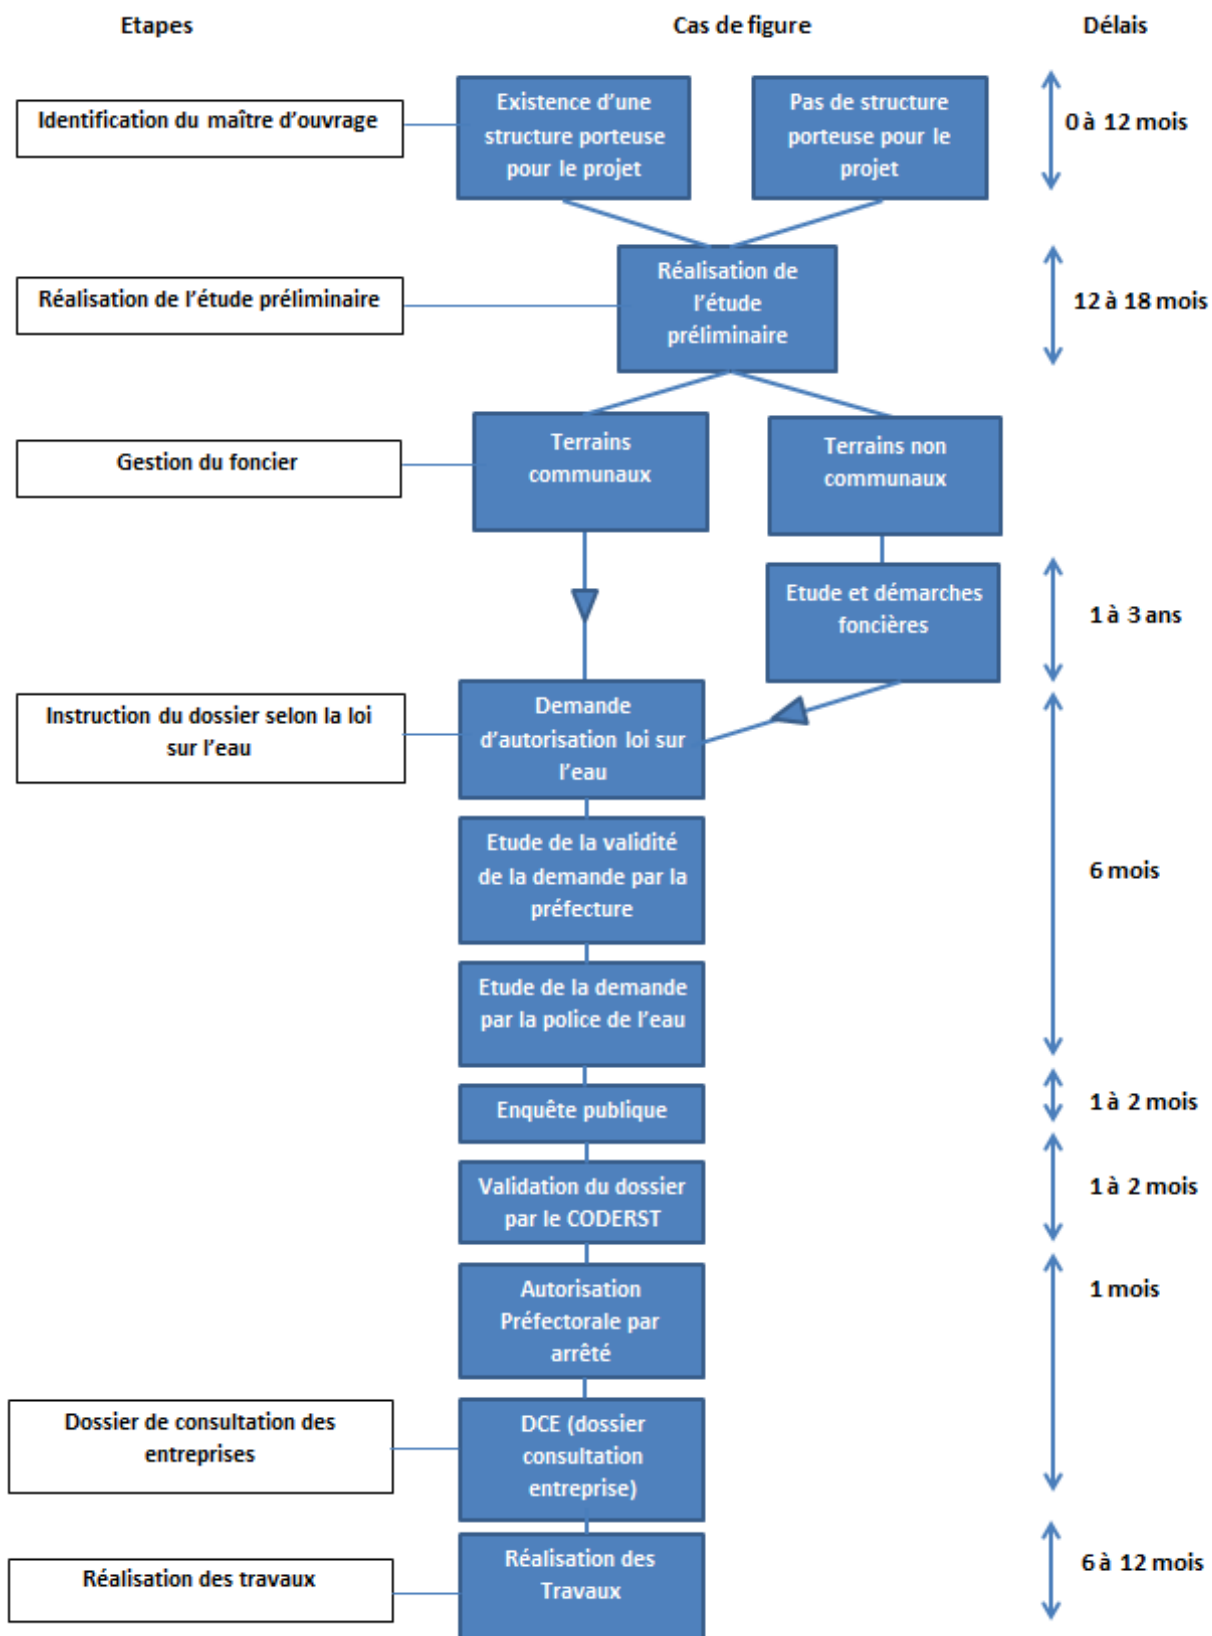 Etapes
Cas de figure
Délais
Identification du maître d'ouvrage
Existence d'une
structure porteuse
pour le projet
Pas de structure
porteuse pour le
projet
0 à 12 mois
Réalisation de l'étude préliminaire
Réalisation de
l'étude
préliminaire
12 à 18 mois
Gestion du foncier
Terrains
communaux
Terrains non
communaux
Etude et démarches
foncières
1 à 3 ans
Instruction du dossier selon la loi
sur l'eau
Demande
d'autorisation loi sur
l'eau
Etude de la validité
de la demande par la
préfecture
6 mois
Etude de la demande
par la police de l'eau
Enquête publique
1 à 2 mois
Validation du dossier
par le CODERST
1 à 2 mois
Autorisation
Préfectorale par
arrêté
1 mois
Dossier de consultation des
entreprises
DCE (dossier
consultation
entreprise)
Réalisation des travaux
Réalisation des
Travaux
6 à 12 mois